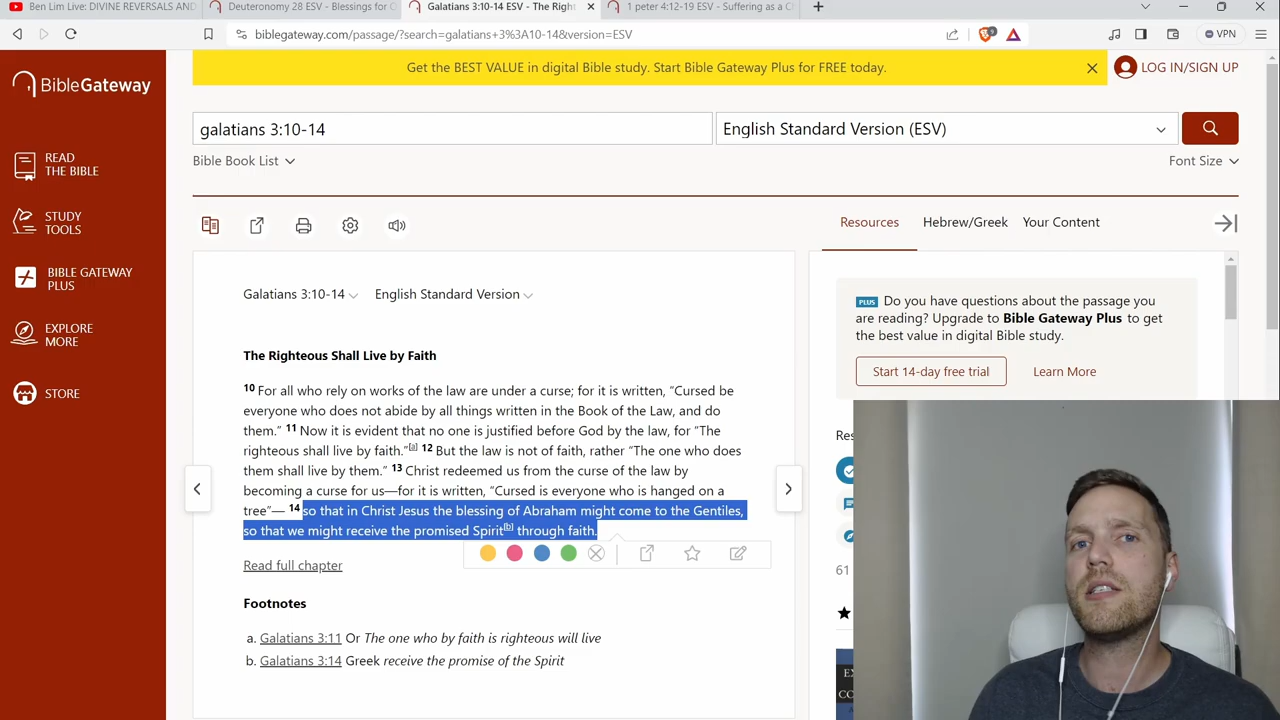 Ben Lim Live: DIVINE REVERSALS AND
Deuteronomy 28 ESV - Blessings for O
Galatians 3:10-14 ESV - The Right
1 peter 4:12-19 ESV - Suffering as a Ch
biblegateway.com/passage/?search=galatians+3%3A10-14&version=ESV
VPN
Get the BEST VALUE in digital Bible study. Start Bible Gateway Plus for FREE today.
LOG IN/SIGN UP
BibleGateway
galatians 3:10-14
English Standard Version (ESV)
Bible Book List
Font Size
READ
THE BIBLE
STUDY
TOOLS
BIBLE GATEWAY
PLUS
EXPLORE
MORE
STORE
Resources
Hebrew/Greek
Your Content
Galatians 3:10-14
English Standard Version
The Righteous Shall Live by Faith
10 For all who rely on works of the law are under a curse; for it is written, “Cursed be
everyone who does not abide by all things written in the Book of the Law, and do
them.” 11 Now it is evident that no one is justified before God by the law, for “The
righteous shall live by faith.”[a] 12 But the law is not of faith, rather “The one who does
them shall live by them.” 13 Christ redeemed us from the curse of the law by
becoming a curse for us—for it is written, “Cursed is everyone who is hanged on a
tree”— 14 so that in Christ Jesus the blessing of Abraham might come to the Gentiles,
so that we might receive the promised Spirit[b] through faith.
Read full chapter
Footnotes
a. Galatians 3:11 Or The one who by faith is righteous will live
b. Galatians 3:14 Greek receive the promise of the Spirit
PLUS Do you have questions about the passage you
are reading? Upgrade to Bible Gateway Plus to get
the best value in digital Bible study.
Start 14-day free trial
Learn More
Res
61